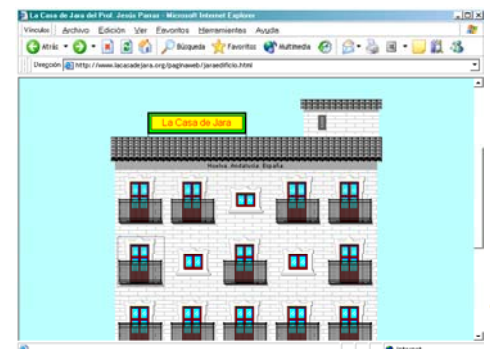 La Casa de Jara del Prof. Jesús Parras - Microsoft Internet Explorer
Vínculos Archivo Edición Ver Favoritos Herramientas Ayuda
Atrás Búsqueda Favoritos Multimedia
Dirección http://www.lacasadejara.org/paginaweb/jaraedificio.html
La Casa de Jara
Huelva Andalucía España
Internet